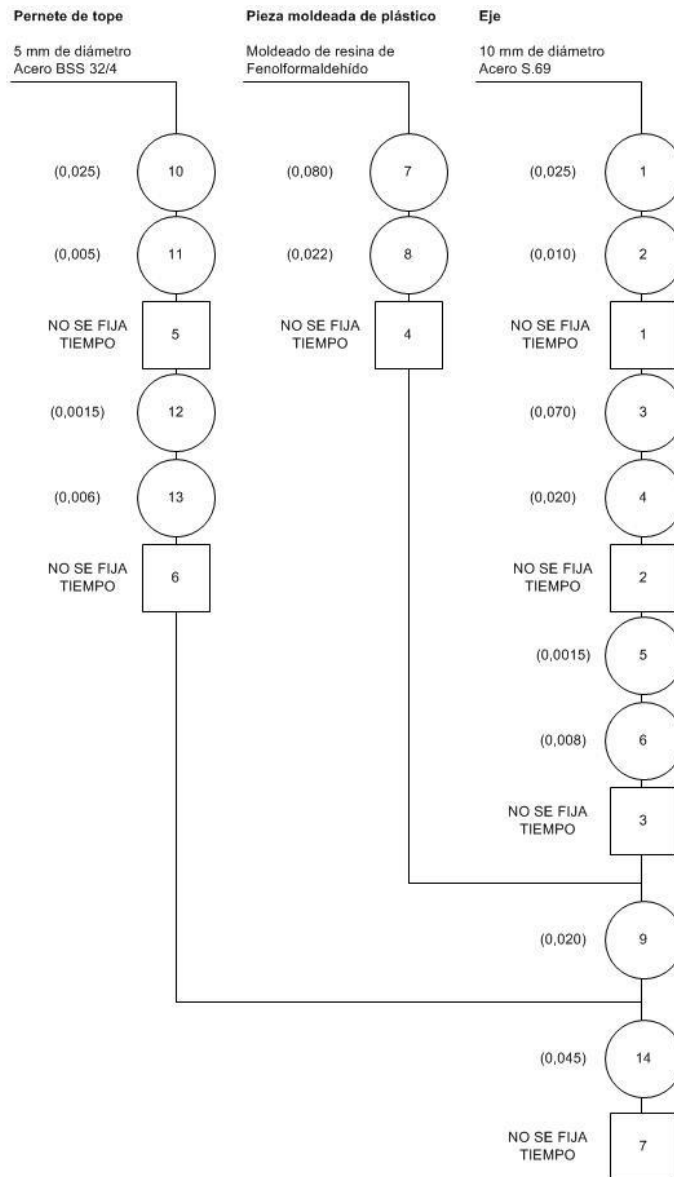 Pernete de tope
5 mm de diámetro
Acero BSS 32/4
(0,025)
10
(0,005)
11
NO SE FIJA
TIEMPO
5
(0,0015)
12
(0,006)
13
NO SE FIJA
TIEMPO
6
Pieza moldeada de plástico
Moldeado de resina de
Fenolformaldehído
(0,080)
7
(0,022)
8
NO SE FIJA
TIEMPO
4
Eje
10 mm de diámetro
Acero S.69
(0,025)
1
(0,010)
2
NO SE FIJA
TIEMPO
1
(0,070)
3
(0,020)
4
NO SE FIJA
TIEMPO
2
(0,0015)
5
(0,008)
6
NO SE FIJA
TIEMPO
3
(0,020)
9
(0,045)
14
NO SE FIJA
TIEMPO
7